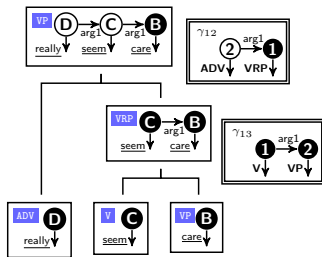 VP D C B
arg1 arg1
really seem care
γ12
2 arg1 1
ADV VRP
VRP C B
arg1
seem care
γ13
1 arg1 2
V VP
ADV D
really
V C
seem
VP B
care